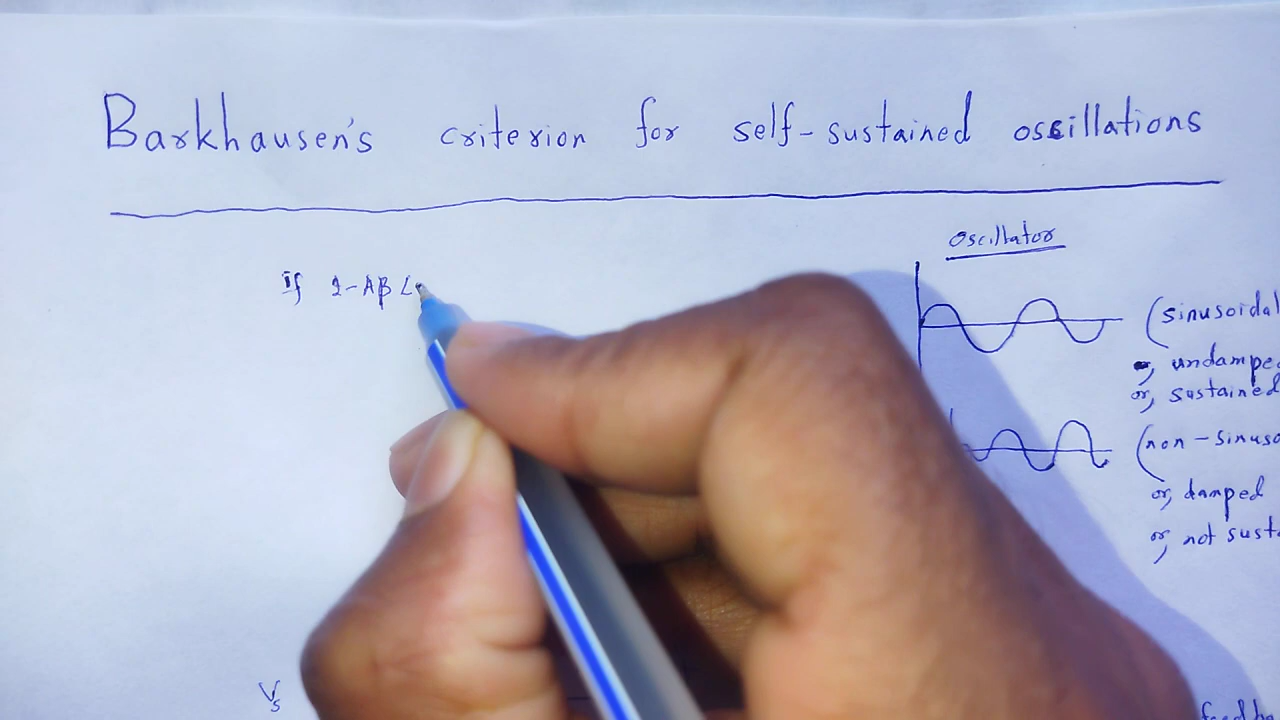 Barkhausen's criterion for self-sustained oscillations
Oscillator
If 1-Aβ <
(sinusoidal
or, undamped
or, sustained
(non-sinuso
or, damped
or, not susta
Vs
feedba